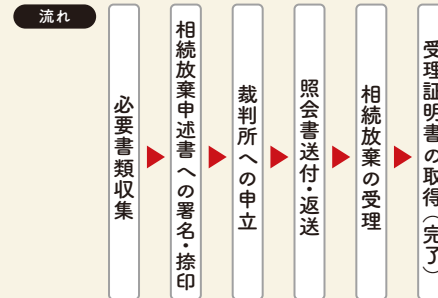 流れ
必要書類収集
相続放棄申述書への署名・捺印
裁判所への申立
照会書送付・返送
相続放棄の受理
受理証明書の取得（完了）